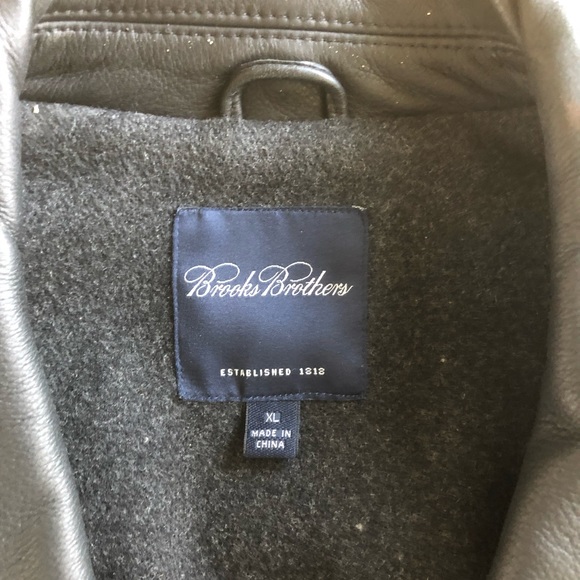 Brooks Brothers
ESTABLISHED 1818
XL
MADE IN
CHINA